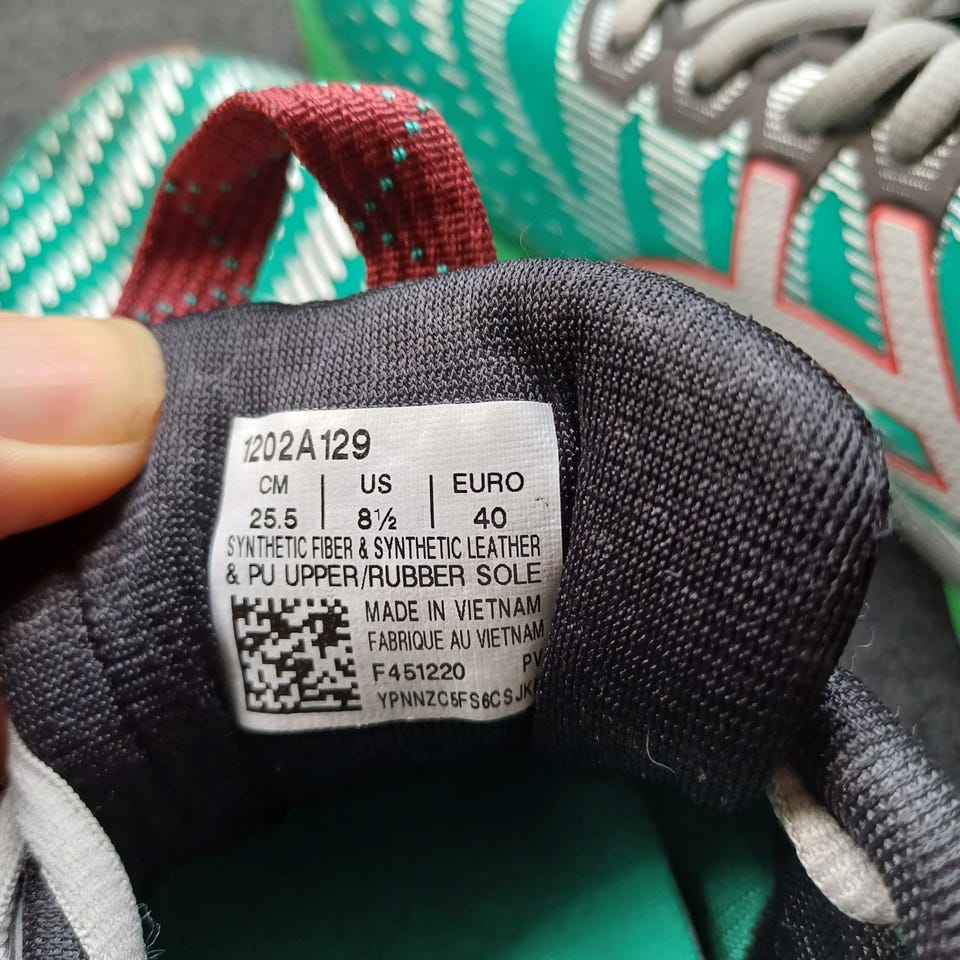 1202A129
CM | US | EURO
25.5 | 8½ | 40
SYNTHETIC FIBER & SYNTHETIC LEATHER
& PU UPPER/RUBBER SOLE
MADE IN VIETNAM
FABRIQUE AU VIETNAM
F451220 PV